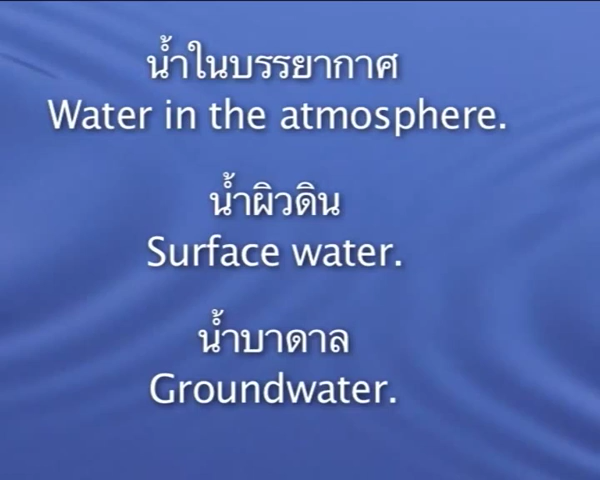 น้ำในบรรยากาศ
Water in the atmosphere.
น้ำผิวดิน
Surface water.
น้ำบาดาล
Groundwater.